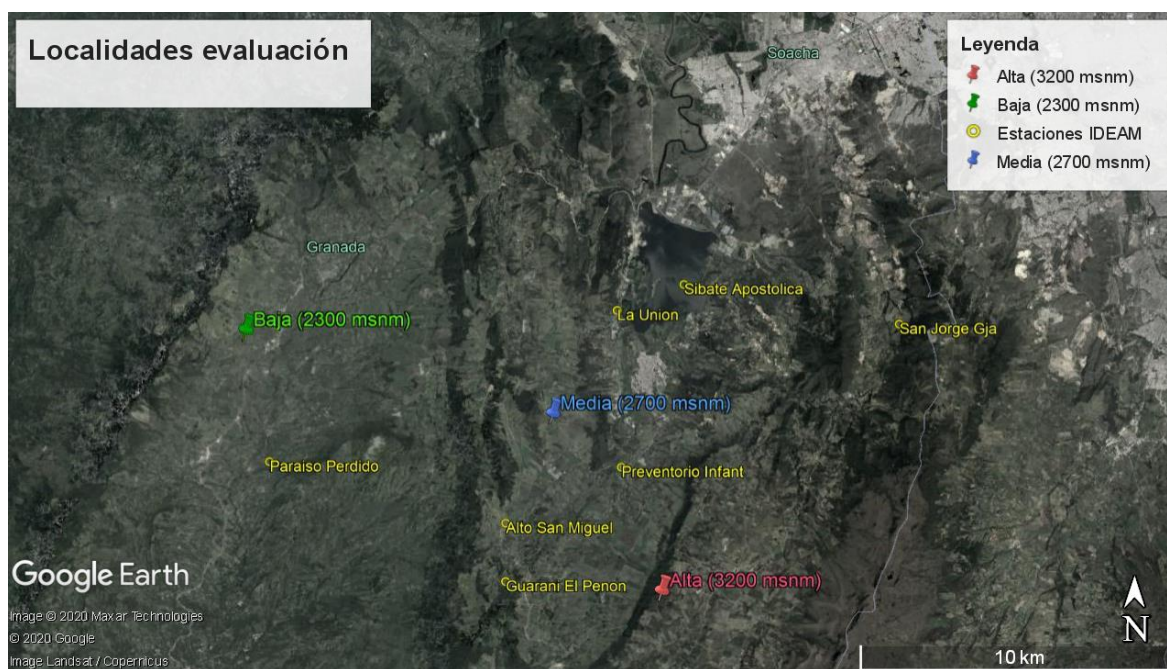 Localidades evaluación
Leyenda
Alta (3200 msnm)
Baja (2300 msnm)
Estaciones IDEAM
Media (2700 msnm)
Soacha
Granada
Sibate Apostolica
La Union
Baja (2300 msnm)
San Jorge Gja
Media (2700 msnm)
Paraiso Perdido
Preventorio Infant
Alto San Miguel
Guarani El Penon
Alta (3200 msnm)
Google Earth
Image © 2020 Maxar Technologies
© 2020 Google
Image Landsat / Copernicus
N
10 km